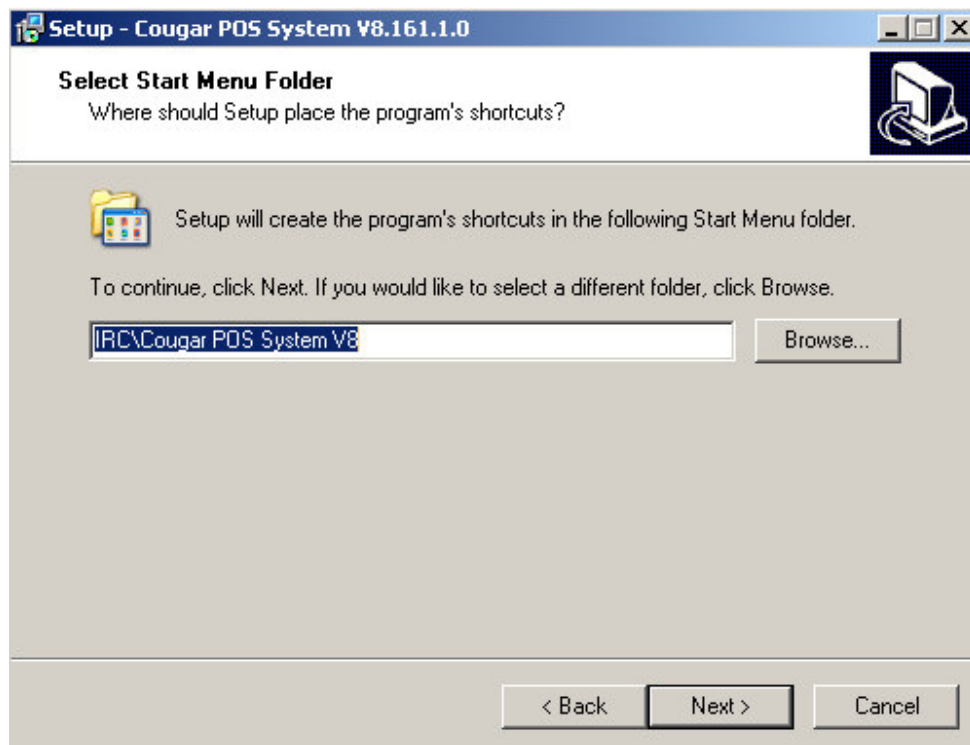 Setup - Cougar POS System V8.161.1.0
Select Start Menu Folder
Where should Setup place the program's shortcuts?
Setup will create the program's shortcuts in the following Start Menu folder.
To continue, click Next. If you would like to select a different folder, click Browse.
IRC\Cougar POS System V8
Browse...
< Back
Next >
Cancel